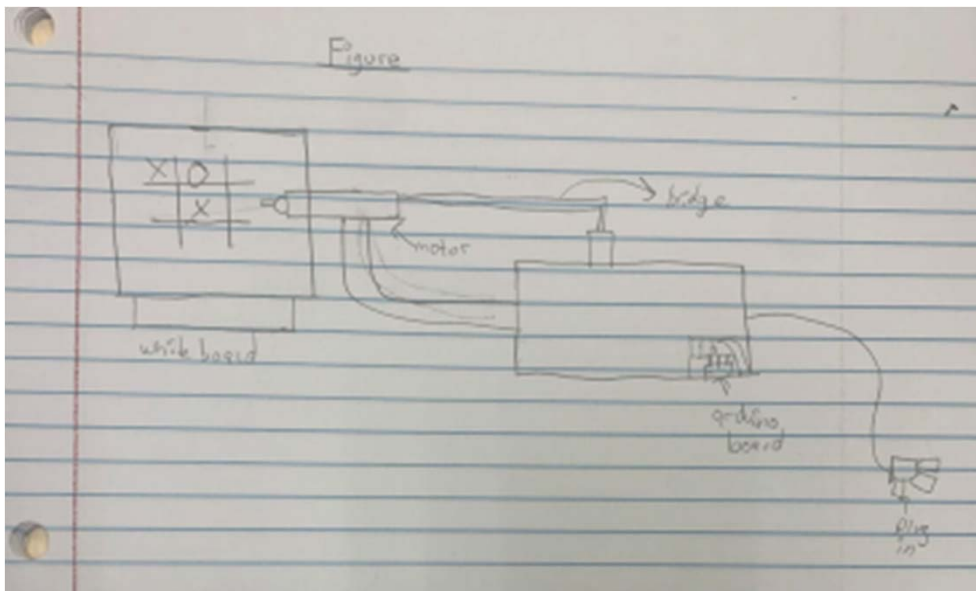 Figure
X O
X
bridge
motor
white board
arduino
board
plug
in